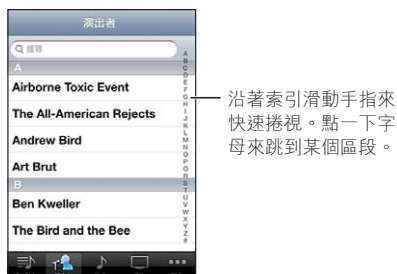 演出者
搜尋
A
Airborne Toxic Event
The All-American Rejects
Andrew Bird
Art Brut
B
Ben Kweller
The Bird and the Bee
A
B
C
D
E
F
G
H
I
J
K
L
M
N
O
P
Q
R
S
T
U
V
W
X
Y
Z
#
沿著索引滑動手指來
快速捲視。點一下字
母來跳到某個區段。